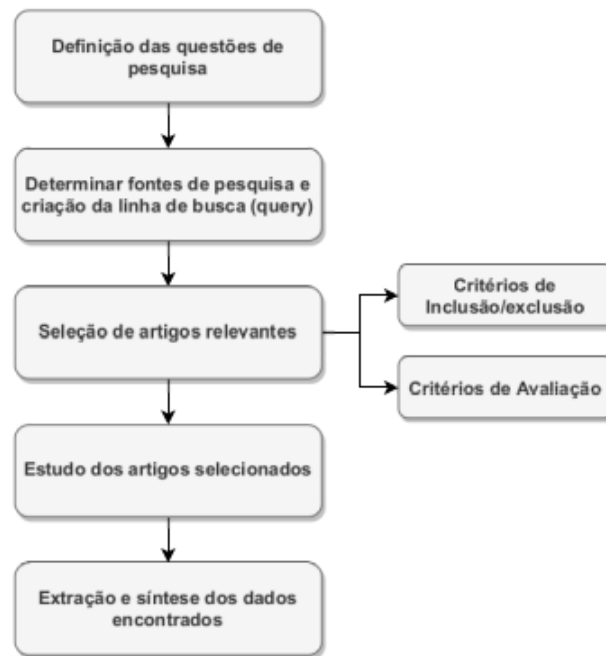 Definição das questões de
pesquisa
Determinar fontes de pesquisa e
criação da linha de busca (query)
Seleção de artigos relevantes
Critérios de
Inclusão/exclusão
Critérios de Avaliação
Estudo dos artigos selecionados
Extração e síntese dos dados
encontrados